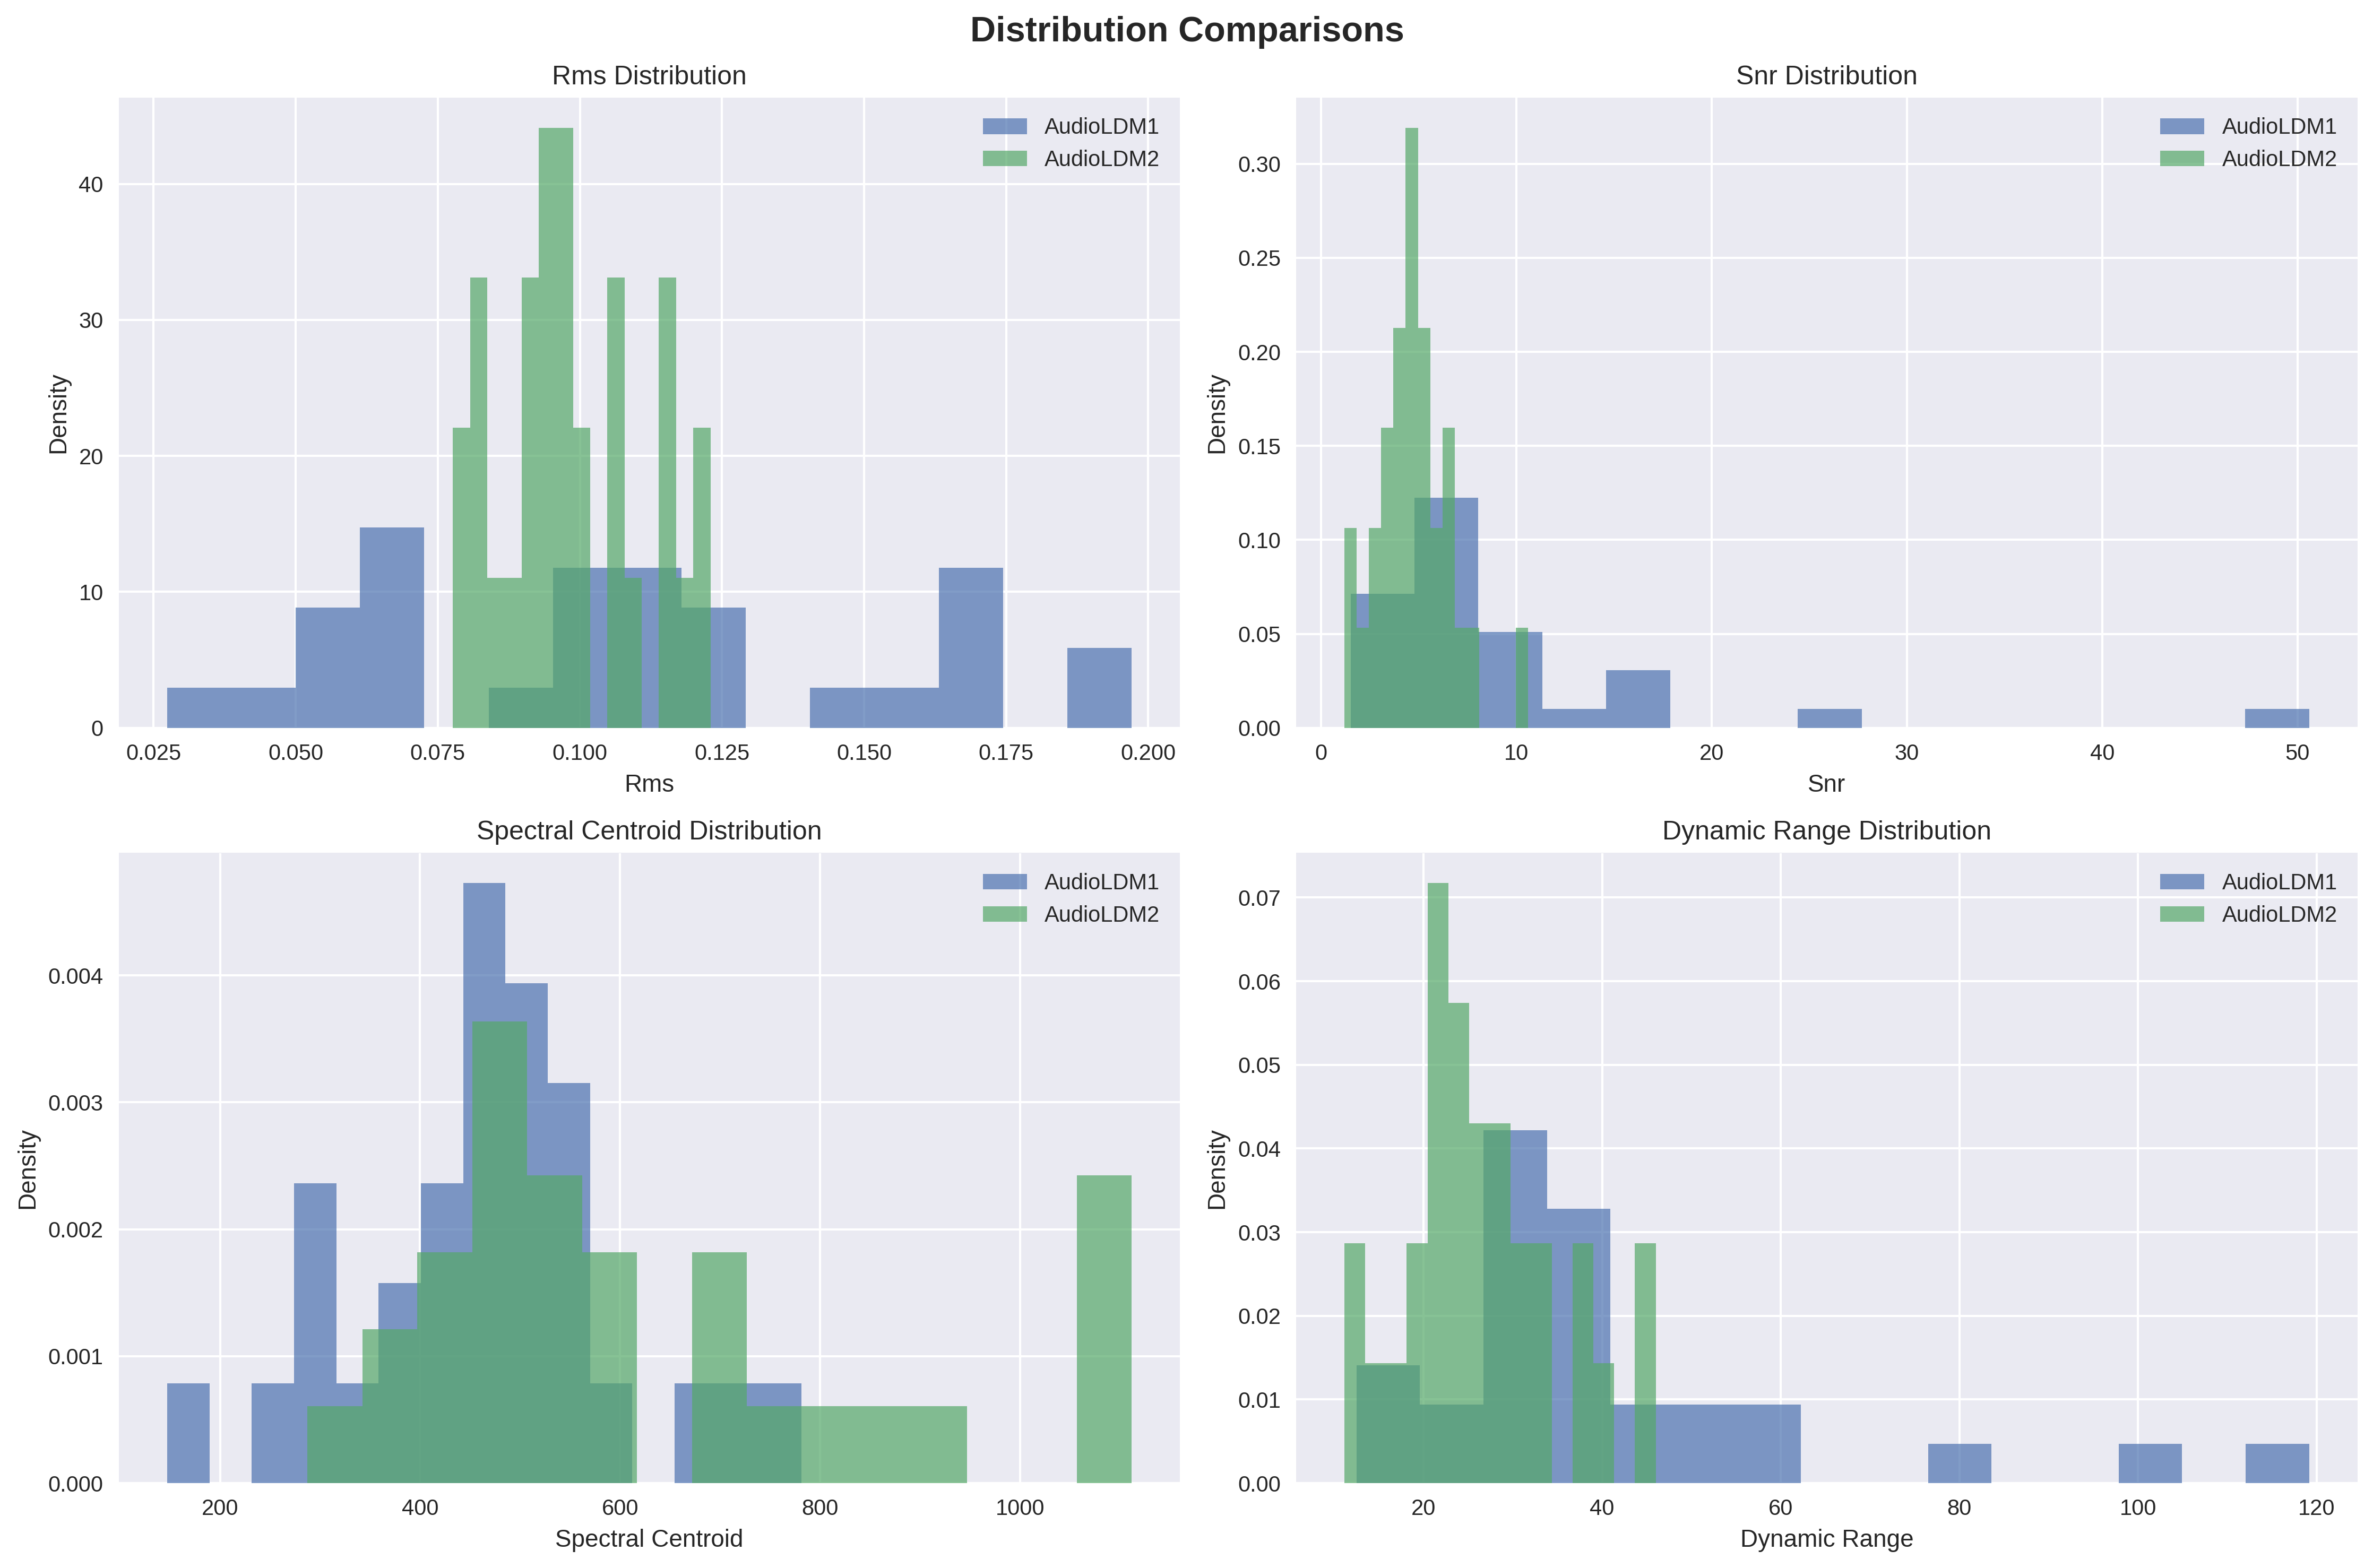 Distribution Comparisons
Rms Distribution
AudioLDM1
AudioLDM2
Density
40
30
20
10
0
0.025 0.050 0.075 0.100 0.125 0.150 0.175 0.200
Rms
Snr Distribution
AudioLDM1
AudioLDM2
Density
0.30
0.25
0.20
0.15
0.10
0.05
0.00
0 10 20 30 40 50
Snr
Spectral Centroid Distribution
AudioLDM1
AudioLDM2
Density
0.004
0.003
0.002
0.001
0.000
200 400 600 800 1000
Spectral Centroid
Dynamic Range Distribution
AudioLDM1
AudioLDM2
Density
0.07
0.06
0.05
0.04
0.03
0.02
0.01
0.00
20 40 60 80 100 120
Dynamic Range